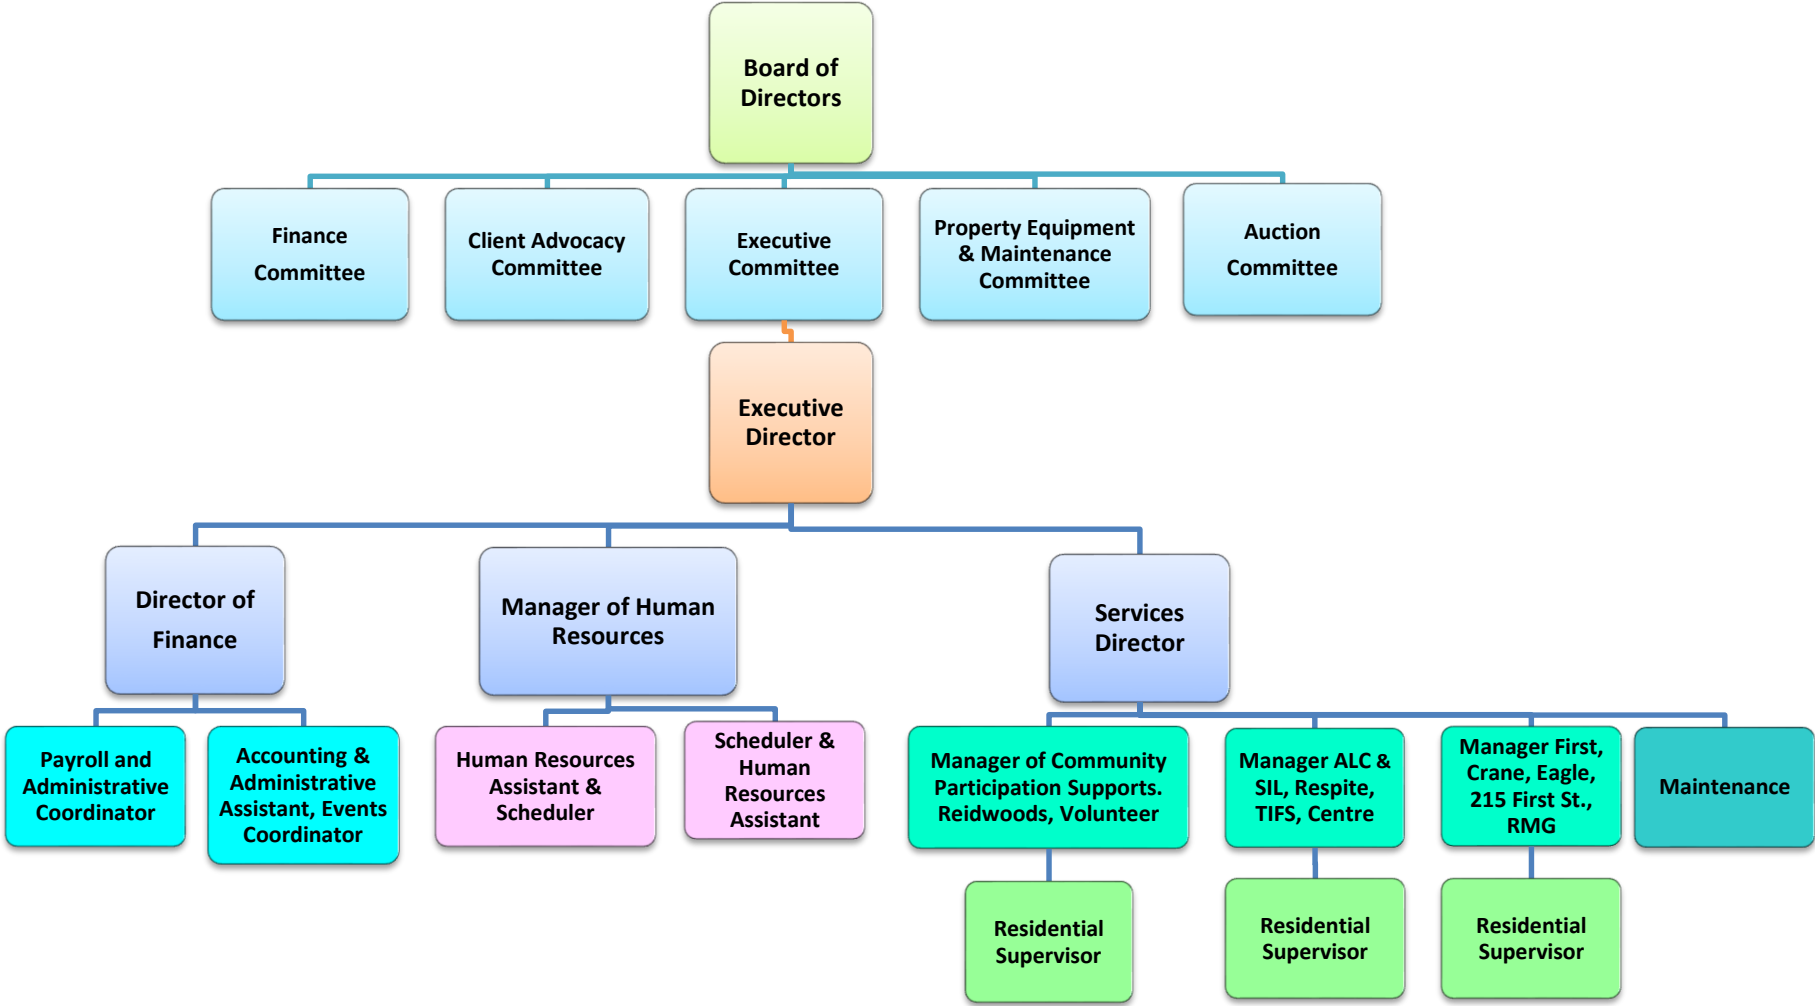 Board of
Directors
Finance
Committee
Client Advocacy
Committee
Executive
Committee
Property Equipment
& Maintenance
Committee
Auction
Committee
Executive
Director
Director of
Finance
Manager of Human
Resources
Services
Director
Payroll and
Administrative
Coordinator
Accounting &
Administrative
Assistant, Events
Coordinator
Human Resources
Assistant &
Scheduler
Scheduler &
Human
Resources
Assistant
Manager of Community
Participation Supports.
Reidwoods, Volunteer
Manager ALC &
SIL, Respite,
TIFS, Centre
Manager First,
Crane, Eagle,
215 First St.,
RMG
Maintenance
Residential
Supervisor
Residential
Supervisor
Residential
Supervisor